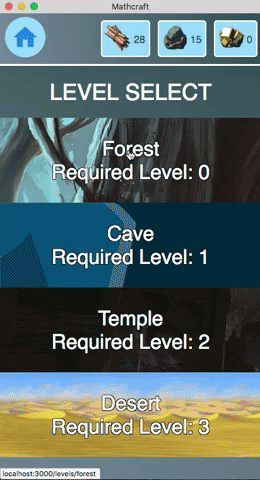 Mathcraft
28
15
0
LEVEL SELECT
Forest
Required Level: 0
Cave
Required Level: 1
Temple
Required Level: 2
Desert
Required Level: 3
localhost:3000/levels/forest